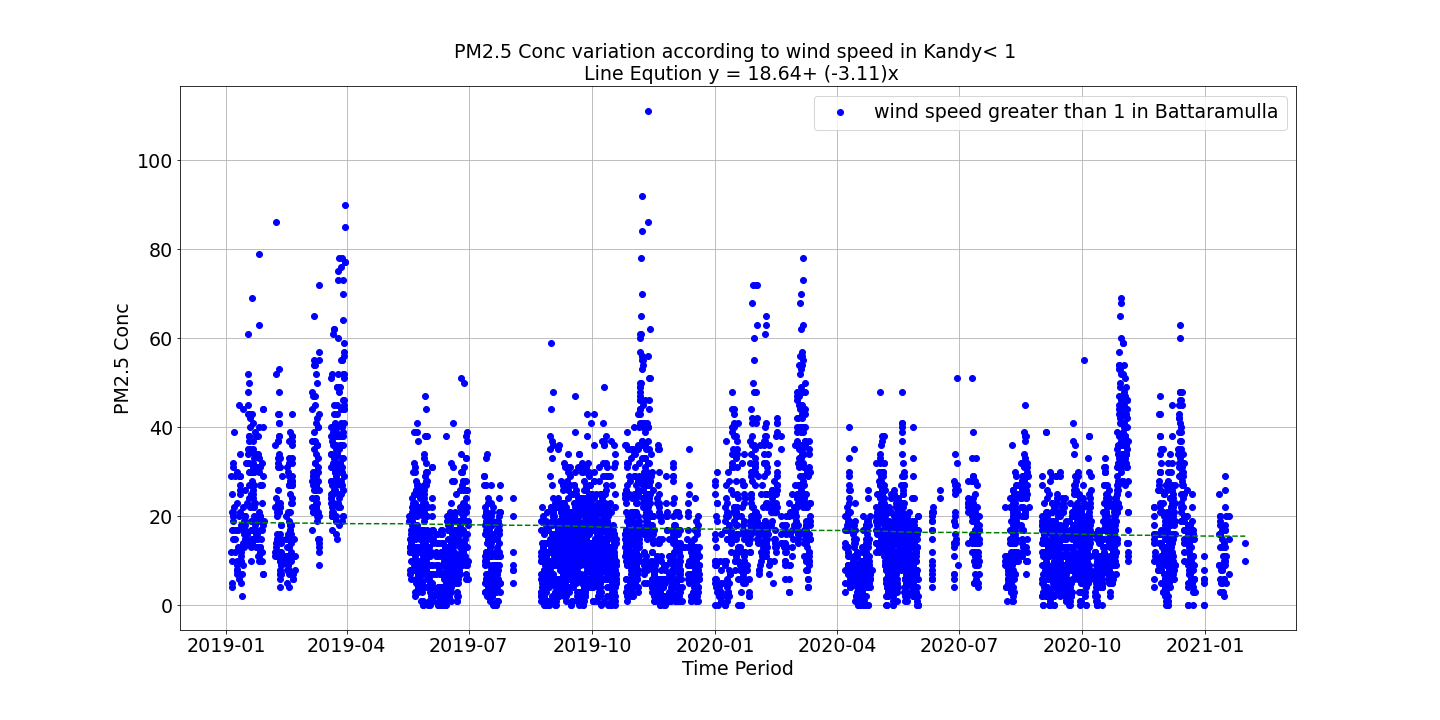 PM2.5 Conc variation according to wind speed in Kandy< 1
Line Eqution y = 18.64+ (-3.11)x
wind speed greater than 1 in Battaramulla
PM2.5 Conc
100
80
60
40
20
0
2019-01 2019-04 2019-07 2019-10 2020-01 2020-04 2020-07 2020-10 2021-01
Time Period